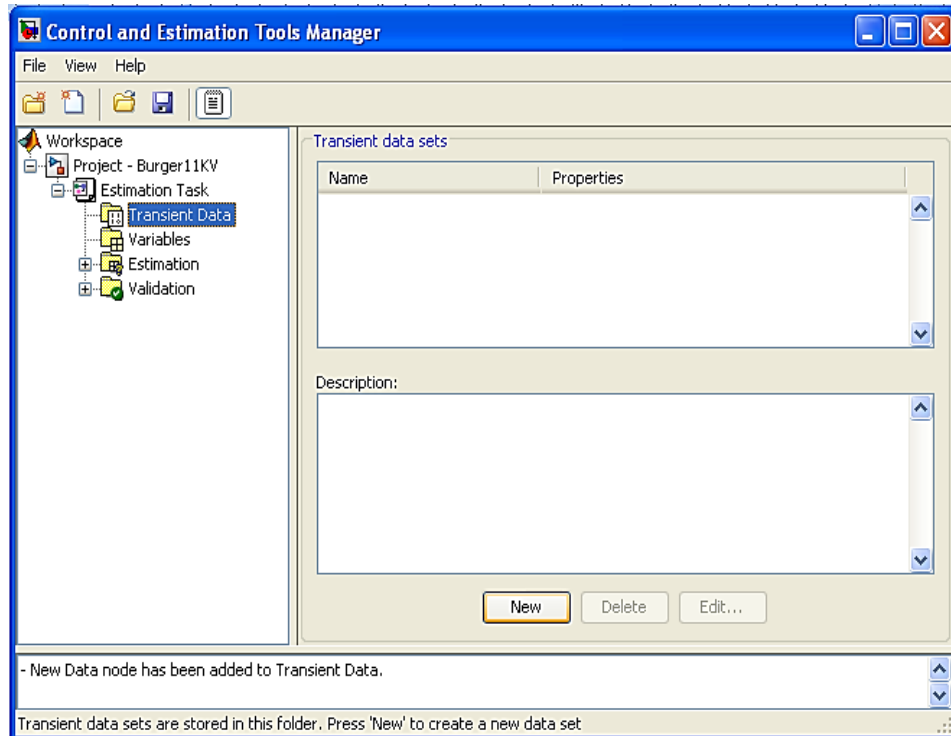 Control and Estimation Tools Manager
File View Help
Workspace
Project - Burger11KV
Estimation Task
Transient Data
Variables
Estimation
Validation
Transient data sets
Name Properties
Description:
New Delete Edit...
- New Data node has been added to Transient Data.
Transient data sets are stored in this folder. Press 'New' to create a new data set